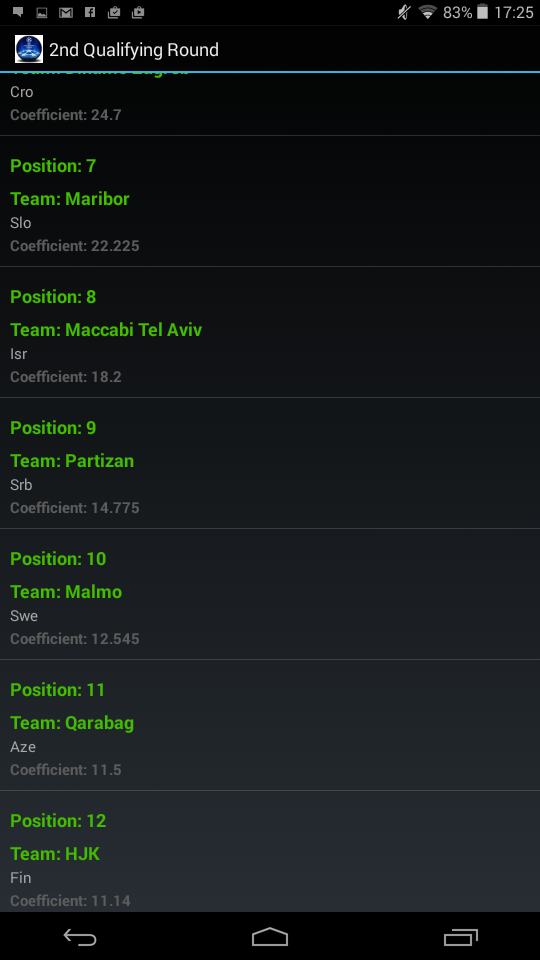 83% 17:25
2nd Qualifying Round
Team: Dinamo Zagreb
Cro
Coefficient: 24.7
Position: 7
Team: Maribor
Slo
Coefficient: 22.225
Position: 8
Team: Maccabi Tel Aviv
Isr
Coefficient: 18.2
Position: 9
Team: Partizan
Srb
Coefficient: 14.775
Position: 10
Team: Malmo
Swe
Coefficient: 12.545
Position: 11
Team: Qarabag
Aze
Coefficient: 11.5
Position: 12
Team: HJK
Fin
Coefficient: 11.14